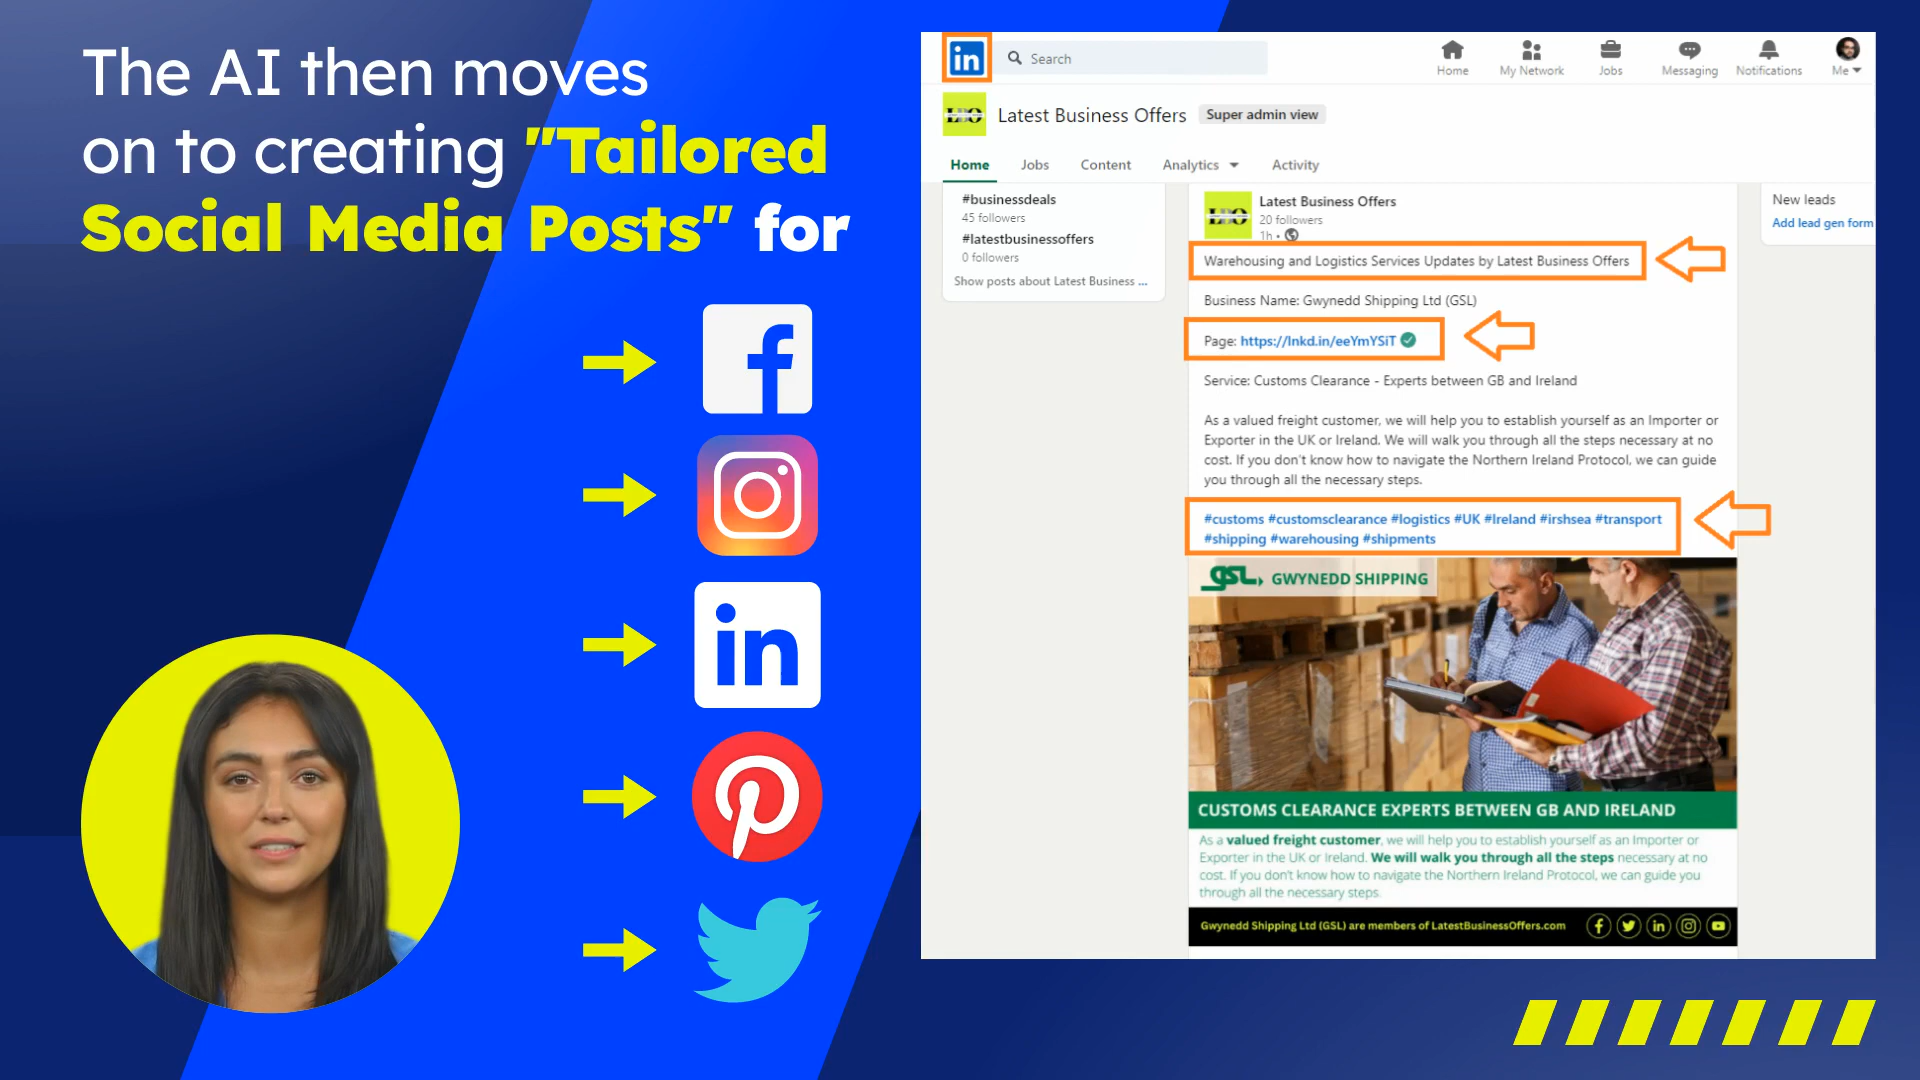 The AI then moves
on to creating "Tailored
Social Media Posts" for
in
Search
Home
My Network
Jobs
Messaging
Notifications
Me
LBO
Latest Business Offers
Super admin view
Home
Jobs
Content
Analytics
Activity
#businessdeals
45 followers
#latestbusinessoffers
0 followers
Show posts about Latest Business ...
LBO
Latest Business Offers
20 followers
1h •
Warehousing and Logistics Services Updates by Latest Business Offers
Business Name: Gwynedd Shipping Ltd (GSL)
Page: https://lnkd.in/eeYmYSiT
Service: Customs Clearance - Experts between GB and Ireland
As a valued freight customer, we will help you to establish yourself as an Importer or
Exporter in the UK or Ireland. We will walk you through all the steps necessary at no
cost. If you don't know how to navigate the Northern Ireland Protocol, we can guide
you through all the necessary steps.
#customs #customsclearance #logistics #UK #Ireland #irshsea #transport
#shipping #warehousing #shipments
gsl GWYNEDD SHIPPING
CUSTOMS CLEARANCE EXPERTS BETWEEN GB AND IRELAND
As a valued freight customer, we will help you to establish yourself as an Importer or
Exporter in the UK or Ireland. We will walk you through all the steps necessary at no
cost. If you don't know how to navigate the Northern Ireland Protocol, we can guide you
through all the necessary steps.
Gwynedd Shipping Ltd (GSL) are members of LatestBusinessOffers.com
New leads
Add lead gen form
f
in